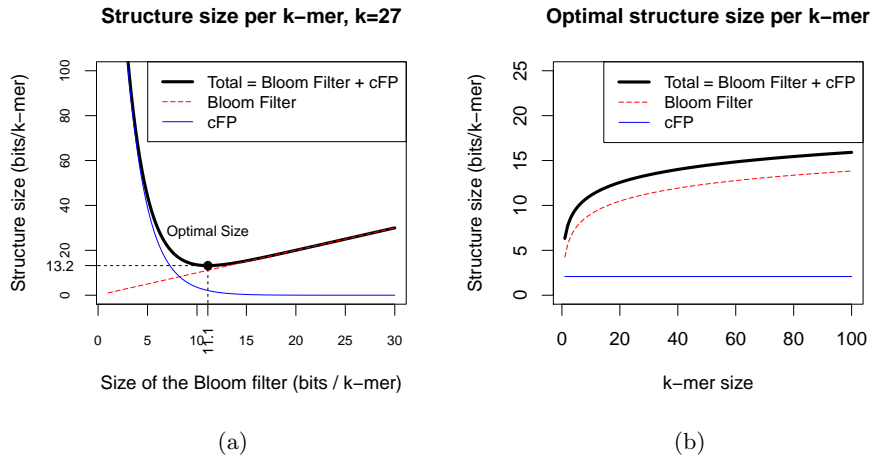 Structure size per k−mer, k=27
Total = Bloom Filter + cFP
Bloom Filter
cFP
Optimal Size
Structure size (bits/k−mer)
100
80
60
40
20
13.2
0
0
5
10
11.1
15
20
25
30
Size of the Bloom filter (bits / k−mer)
(a)
Optimal structure size per k−mer
Total = Bloom Filter + cFP
Bloom Filter
cFP
Structure size (bits/k−mer)
25
20
15
10
5
0
0
20
40
60
80
100
k−mer size
(b)